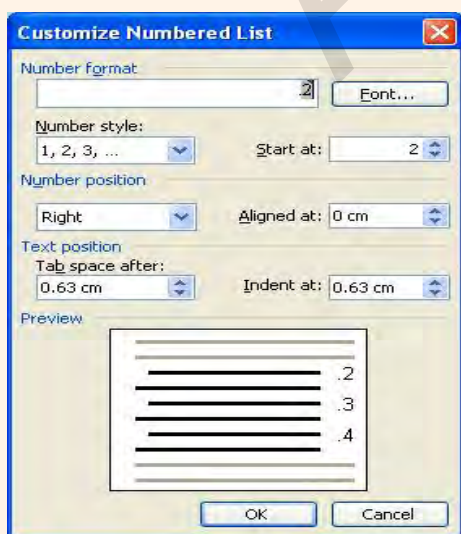 Customize Numbered List
Number format
.2 Font...
Number style:
1, 2, 3, ... Start at: 2
Number position
Right Aligned at: 0 cm
Text position
Tab space after:
0.63 cm Indent at: 0.63 cm
Preview
.2
.3
.4
OK Cancel